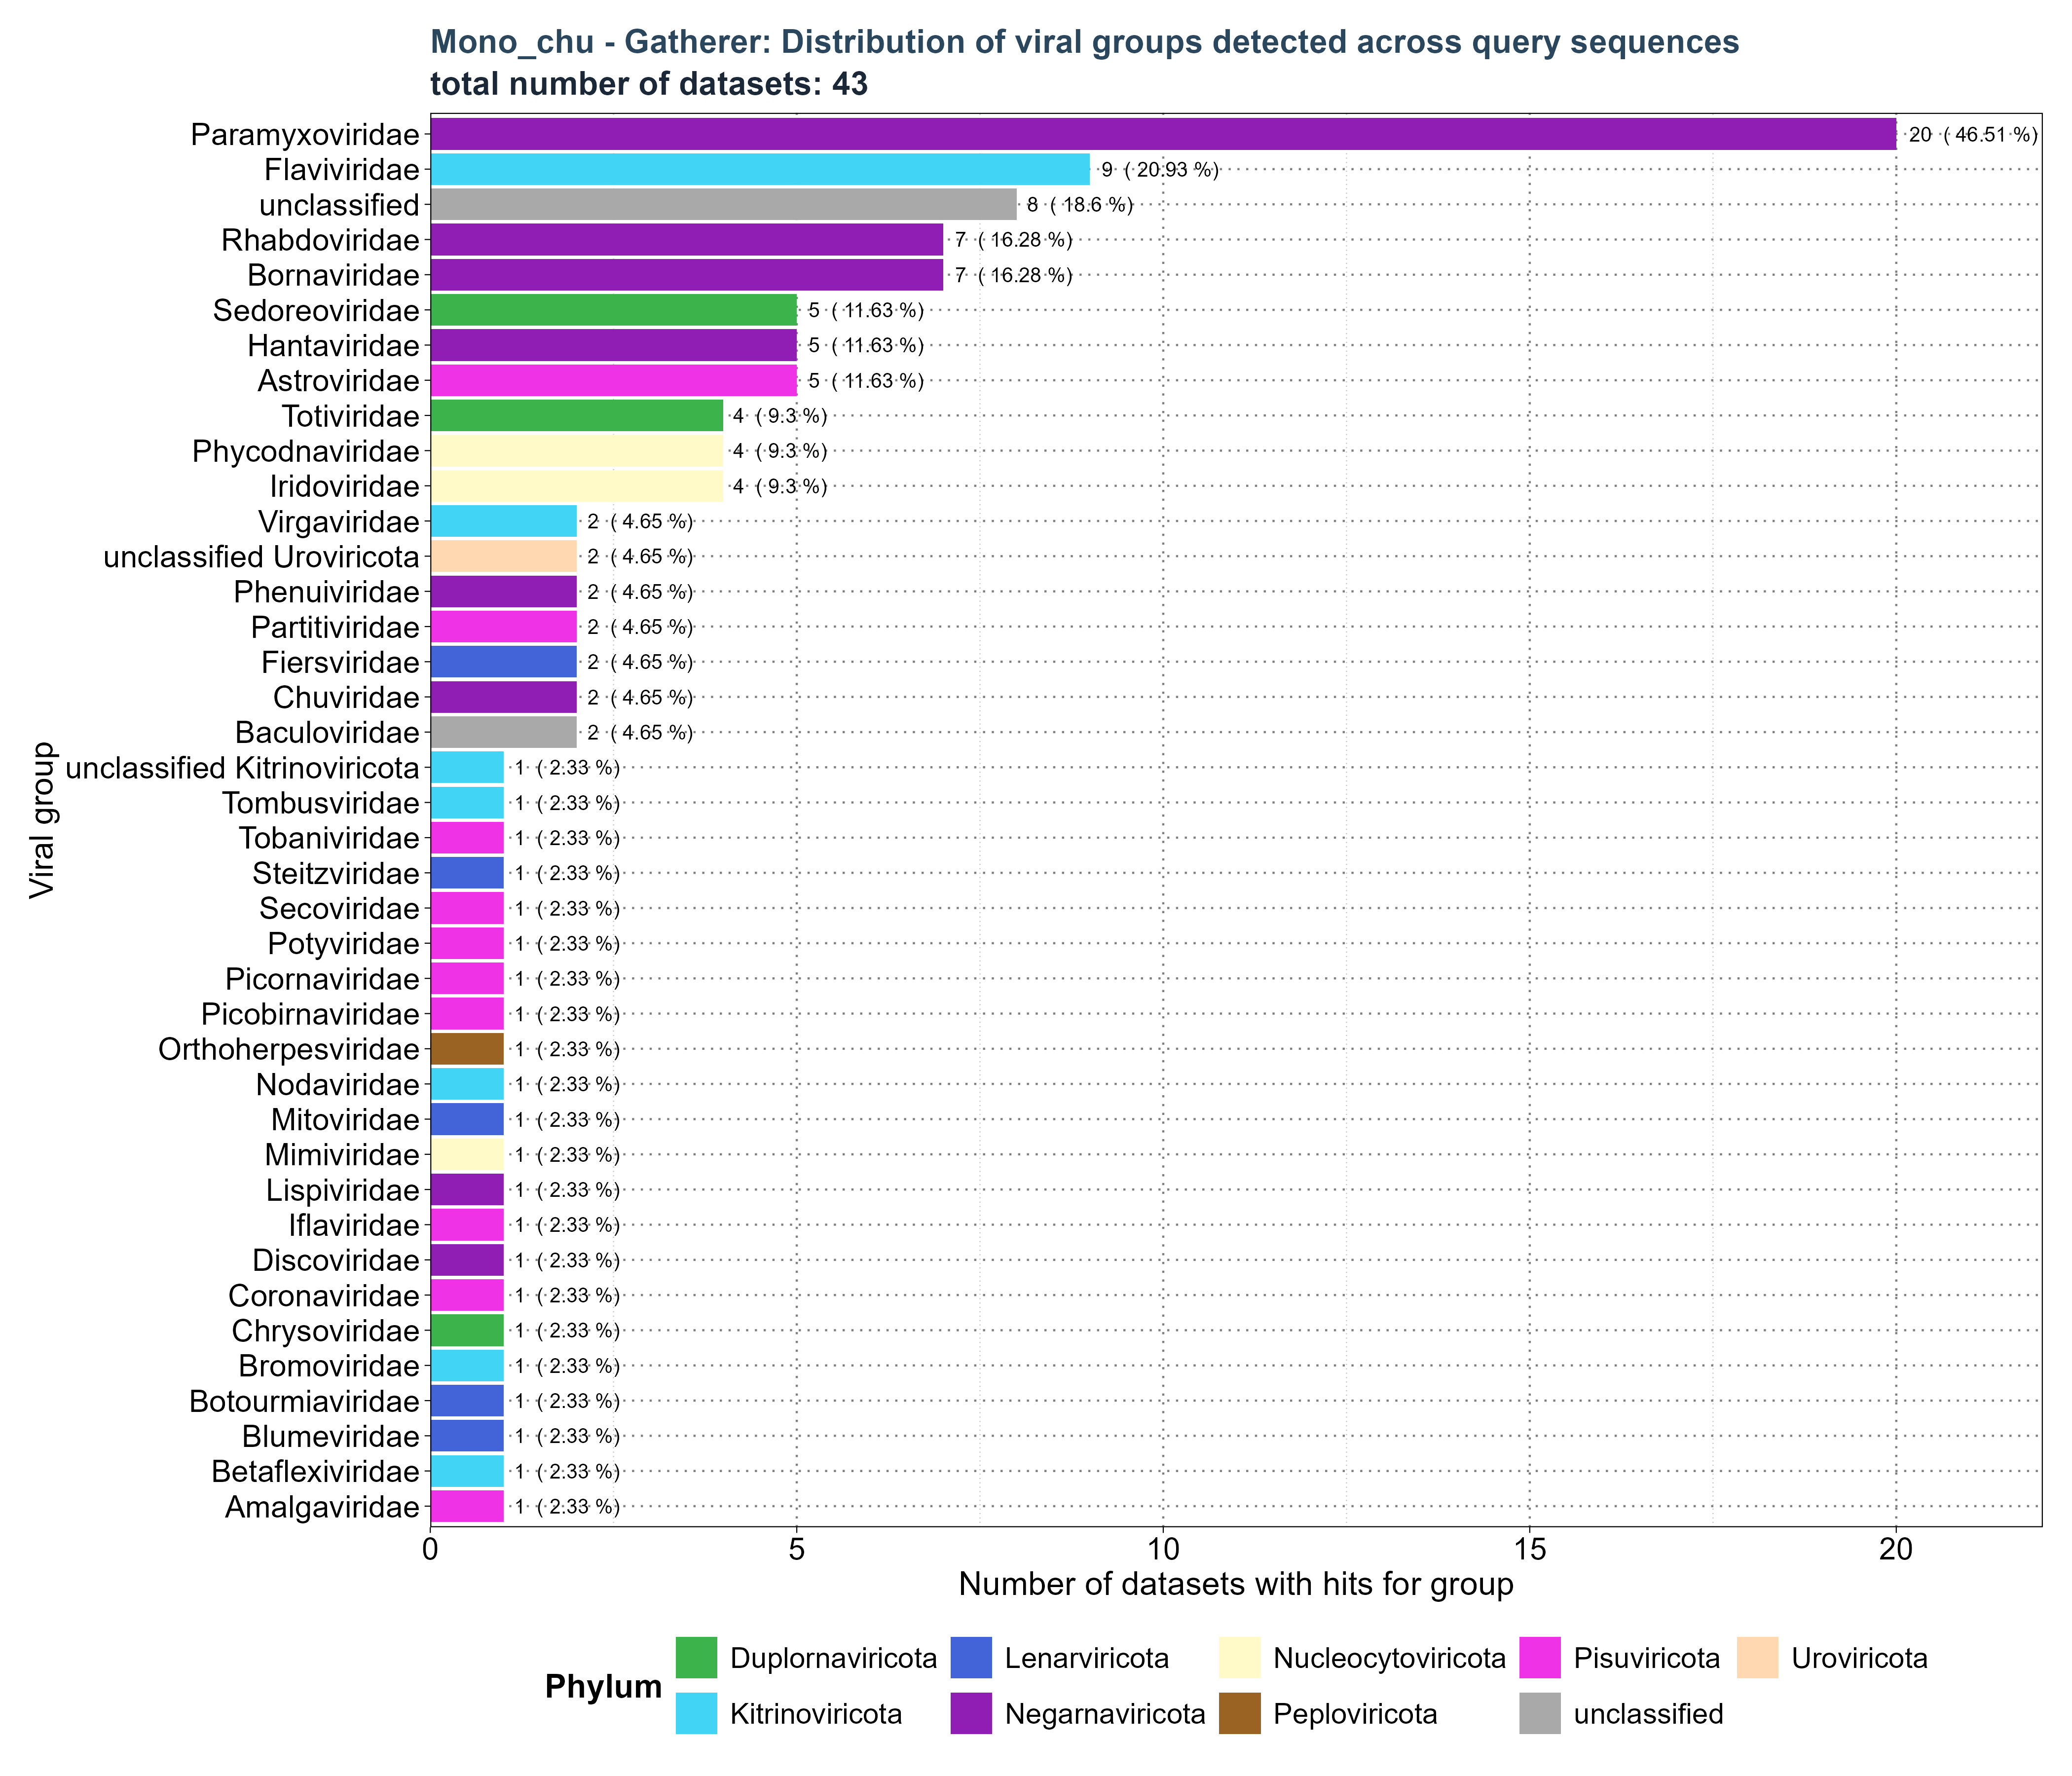 Mono_chu - Gatherer: Distribution of viral groups detected across query sequences
total number of datasets: 43
Viral group
Paramyxoviridae 20 ( 46.51 %)
Flaviviridae 9 ( 20.93 %)
unclassified 8 ( 18.6 %)
Rhabdoviridae 7 ( 16.28 %)
Bornaviridae 7 ( 16.28 %)
Sedoreoviridae 5 ( 11.63 %)
Hantaviridae 5 ( 11.63 %)
Astroviridae 5 ( 11.63 %)
Totiviridae 4 ( 9.3 %)
Phycodnaviridae 4 ( 9.3 %)
Iridoviridae 4 ( 9.3 %)
Virgaviridae 2 ( 4.65 %)
unclassified Uroviricota 2 ( 4.65 %)
Phenuiviridae 2 ( 4.65 %)
Partitiviridae 2 ( 4.65 %)
Fiersviridae 2 ( 4.65 %)
Chuviridae 2 ( 4.65 %)
Baculoviridae 2 ( 4.65 %)
unclassified Kitrinoviricota 1 ( 2.33 %)
Tombusviridae 1 ( 2.33 %)
Tobaniviridae 1 ( 2.33 %)
Steitzviridae 1 ( 2.33 %)
Secoviridae 1 ( 2.33 %)
Potyviridae 1 ( 2.33 %)
Picornaviridae 1 ( 2.33 %)
Picobirnaviridae 1 ( 2.33 %)
Orthoherpesviridae 1 ( 2.33 %)
Nodaviridae 1 ( 2.33 %)
Mitoviridae 1 ( 2.33 %)
Mimiviridae 1 ( 2.33 %)
Lispiviridae 1 ( 2.33 %)
Iflaviridae 1 ( 2.33 %)
Discoviridae 1 ( 2.33 %)
Coronaviridae 1 ( 2.33 %)
Chrysoviridae 1 ( 2.33 %)
Bromoviridae 1 ( 2.33 %)
Botourmiaviridae 1 ( 2.33 %)
Blumeviridae 1 ( 2.33 %)
Betaflexiviridae 1 ( 2.33 %)
Amalgaviridae 1 ( 2.33 %)
0 5 10 15 20
Number of datasets with hits for group
Phylum
Duplornaviricota Lenarviricota Nucleocytoviricota Pisuviricota Uroviricota
Kitrinoviricota Negarnaviricota Peploviricota unclassified